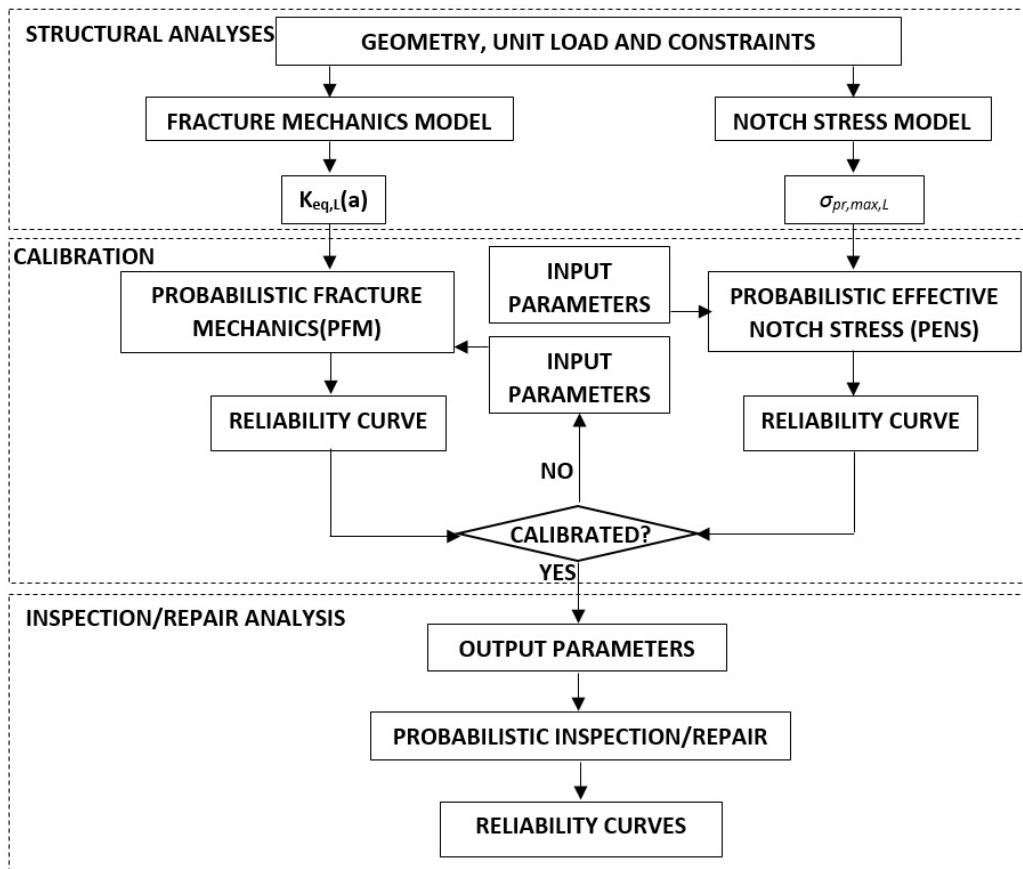 STRUCTURAL ANALYSES
GEOMETRY, UNIT LOAD AND CONSTRAINTS
FRACTURE MECHANICS MODEL
NOTCH STRESS MODEL
Keq,L(a)
σpr,max,L
CALIBRATION
INPUT
PARAMETERS
PROBABILISTIC FRACTURE
MECHANICS(PFM)
PROBABILISTIC EFFECTIVE
NOTCH STRESS (PENS)
INPUT
PARAMETERS
RELIABILITY CURVE
RELIABILITY CURVE
NO
CALIBRATED?
YES
INSPECTION/REPAIR ANALYSIS
OUTPUT PARAMETERS
PROBABILISTIC INSPECTION/REPAIR
RELIABILITY CURVES